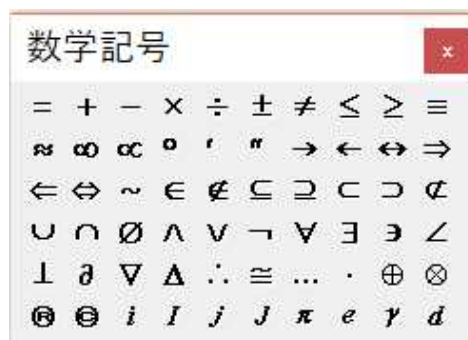 数学記号 x
= + − × ÷ ± ≠ ≤ ≥ ≡
≈ ∞ ∝ ° ′ ″ → ← ↔ ⇒
⇐ ⇔ ~ ∈ ∉ ⊆ ⊇ ⊂ ⊃ ⊄
∪ ∩ ∅ ∧ ∨ ¬ ∀ ∃ ∍ ∠
⊥ ∂ ∇ Δ ∴ ≅ … · ⊕ ⊗
® © i I j J π e γ d